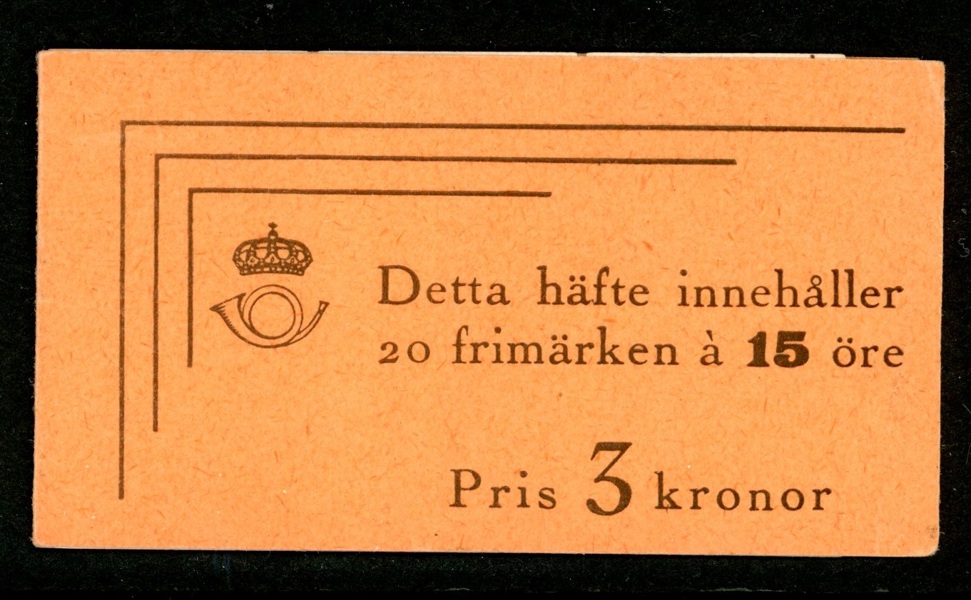 Detta häfte innehåller
20 frimärken à 15 öre
Pris 3 kronor